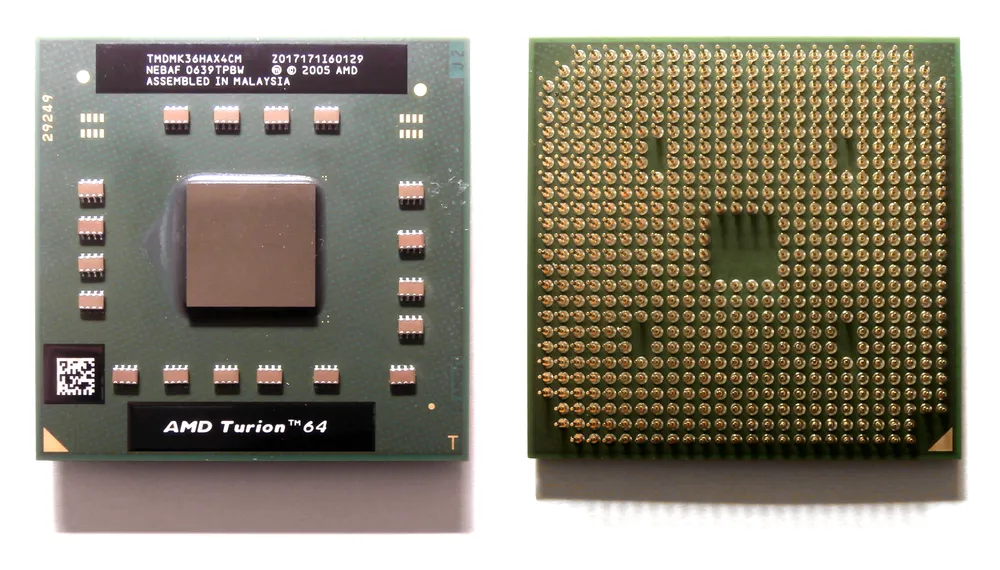 TMDMK36HAX4CM Z017171I60129
NEBAF 0639TPBW Ⓜ © 2005 AMD
ASSEMBLED IN MALAYSIA
29249
AMD Turion™64
T